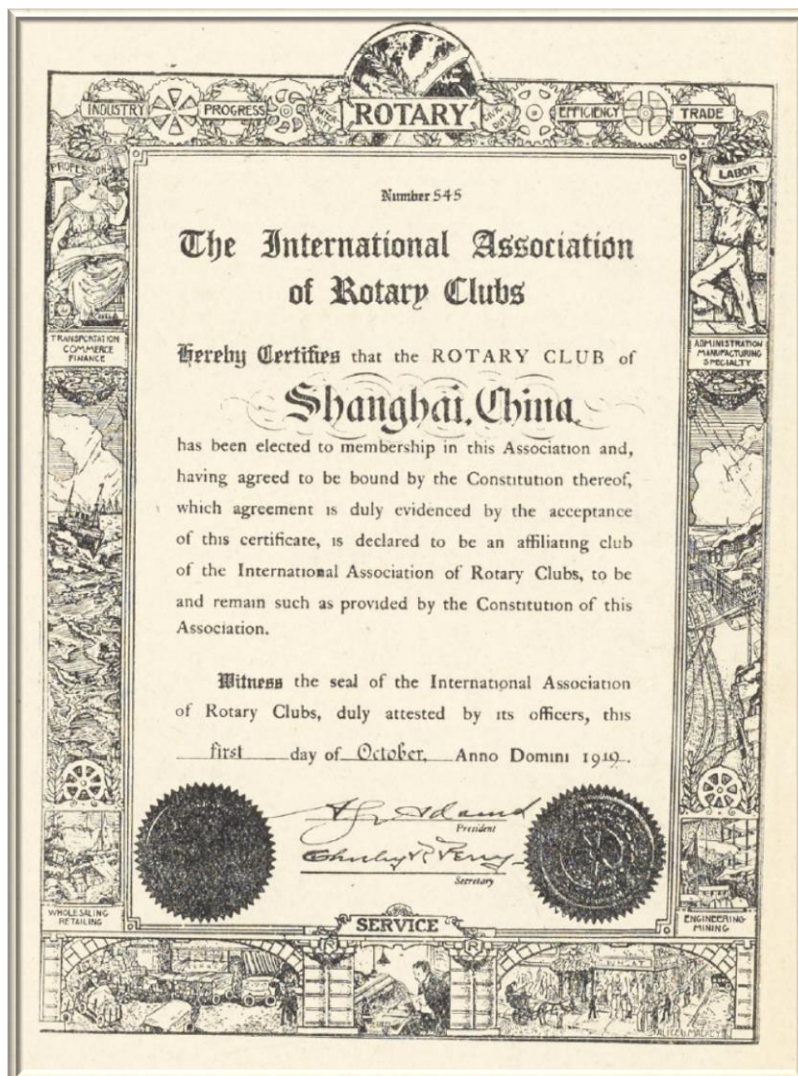 INDUSTRY PROGRESS FRATERNITY ROTARY CIVIC DUTY EFFICIENCY TRADE
PROFESSION
LABOR
Number 545
The International Association
of Rotary Clubs
Hereby Certifies that the ROTARY CLUB of
Shanghai, China,
has been elected to membership in this Association and,
having agreed to be bound by the Constitution thereof,
which agreement is duly evidenced by the acceptance
of this certificate, is declared to be an affiliating club
of the International Association of Rotary Clubs, to be
and remain such as provided by the Constitution of this
Association.
Witness the seal of the International Association
of Rotary Clubs, duly attested by its officers, this
first day of October, Anno Domini 1919.
President
Secretary
TRANSPORTATION
COMMERCE
FINANCE
ADMINISTRATION
MANUFACTURING
SPECIALTY
WHOLESALING
RETAILING
ENGINEERING
MINING
SERVICE